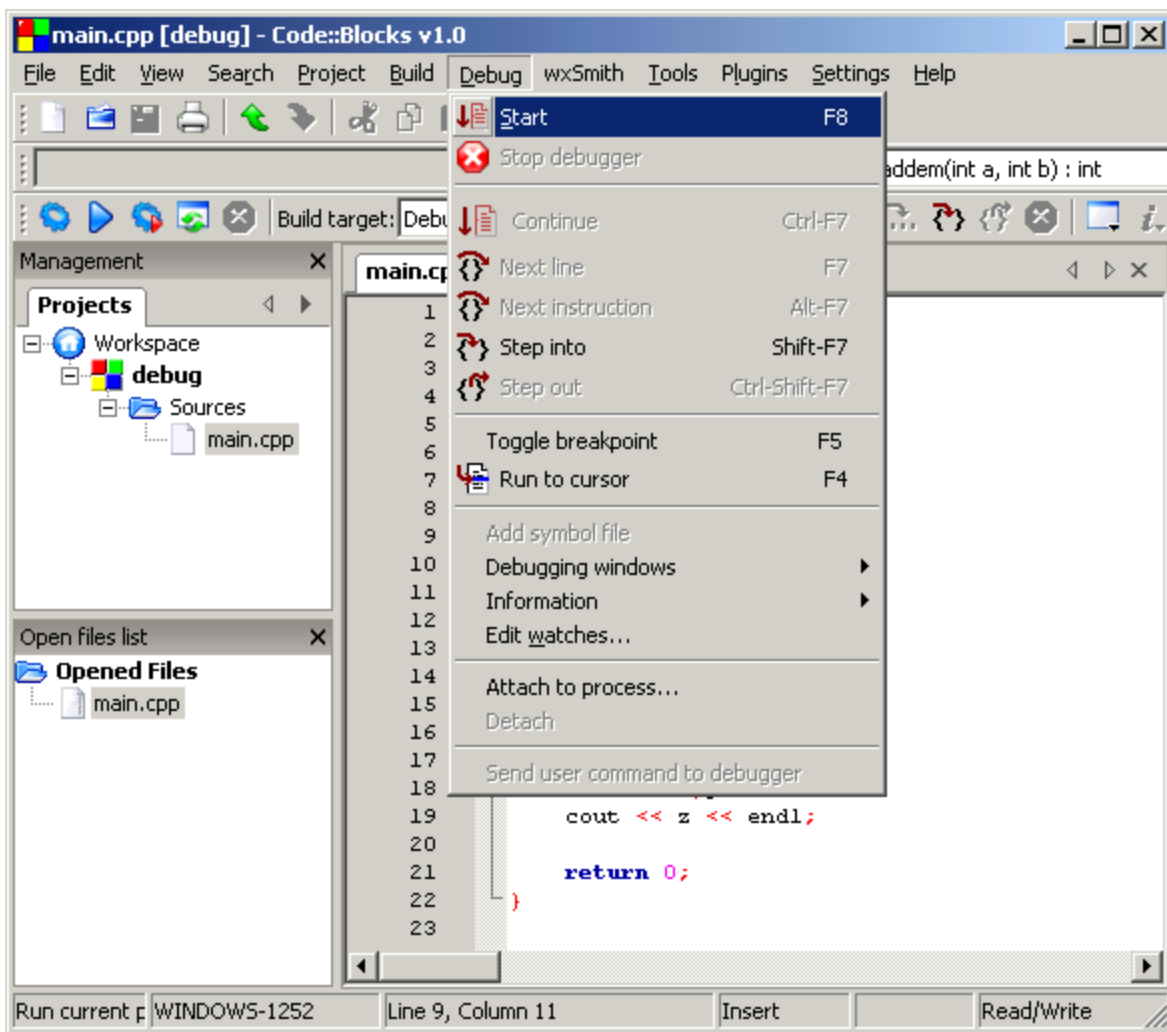 main.cpp [debug] - Code::Blocks v1.0
File Edit View Search Project Build Debug wxSmith Tools Plugins Settings Help
Start F8
Stop debugger
addem(int a, int b) : int
Continue Ctrl-F7
Build target: Debu
Management
main.cp
Next line F7
Projects
Next instruction Alt-F7
Workspace
Step into Shift-F7
debug
Step out Ctrl-Shift-F7
Sources
main.cpp
Toggle breakpoint F5
Run to cursor F4
Add symbol file
Debugging windows
Information
Edit watches...
Open files list
Opened Files
main.cpp
Attach to process...
Detach
Send user command to debugger
1
2
3
4
5
6
7
8
9
10
11
12
13
14
15
16
17
18
19 cout << z << endl;
20
21 return 0;
22 }
23
Run current p WINDOWS-1252 Line 9, Column 11 Insert Read/Write